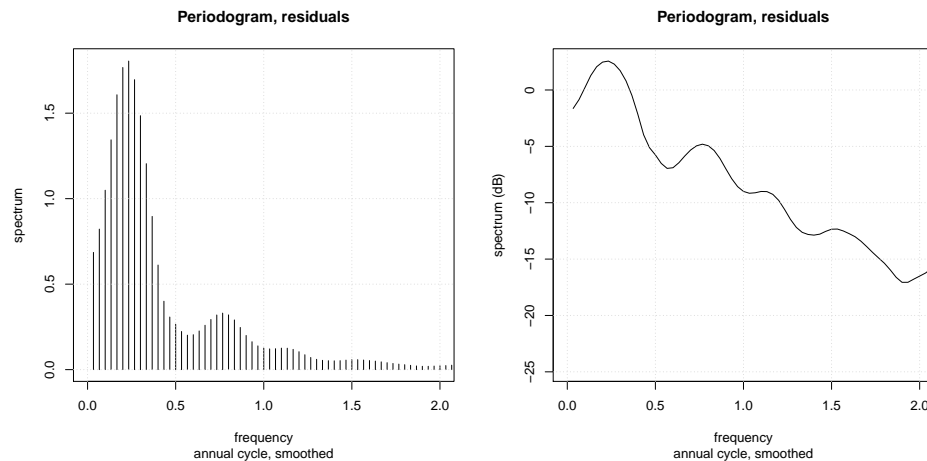 Periodogram, residuals
spectrum
0.0
0.5
1.0
1.5
0.0 0.5 1.0 1.5 2.0
frequency
annual cycle, smoothed
Periodogram, residuals
spectrum (dB)
−25
−20
−15
−10
−5
0
0.0 0.5 1.0 1.5 2.0
frequency
annual cycle, smoothed